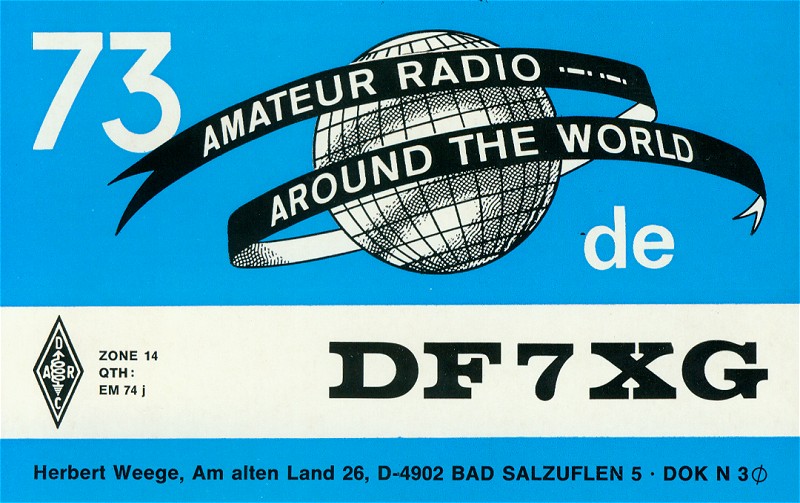 73
AMATEUR RADIO –·–· ––··
AROUND THE WORLD
de
DARC
ZONE 14
QTH:
EM 74 j
DF7XG
Herbert Weege, Am alten Land 26, D-4902 BAD SALZUFLEN 5 · DOK N 3Ø